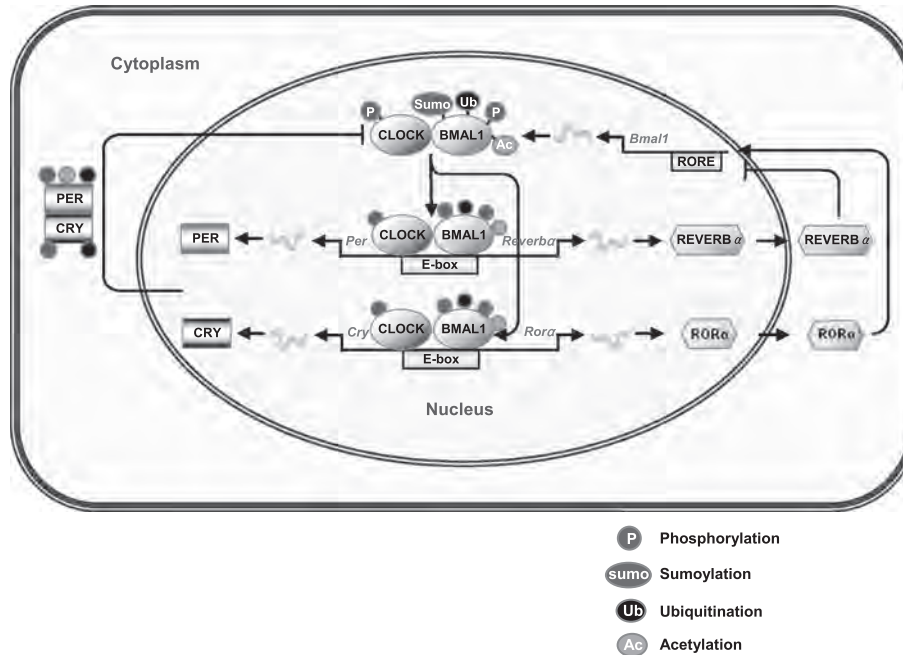 Cytoplasm
P
Sumo
Ub
P
CLOCK
BMAL1
Ac
Bmal1
RORE
PER
CRY
PER
Per
CLOCK
BMAL1
Reverbα
REVERB α
REVERB α
E-box
CRY
Cry
CLOCK
BMAL1
Rorα
RORα
RORα
E-box
Nucleus
P Phosphorylation
sumo Sumoylation
Ub Ubiquitination
Ac Acetylation